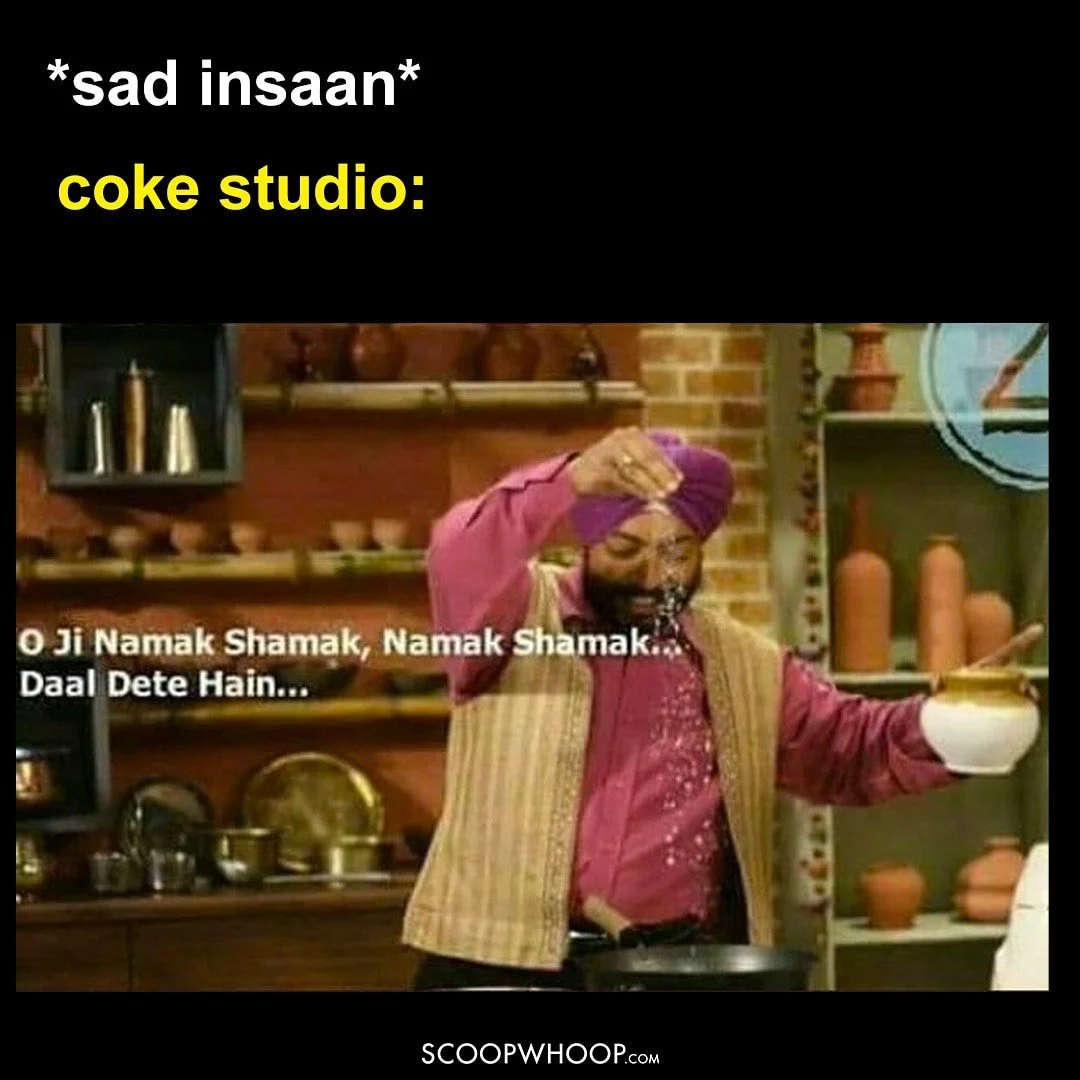 *sad insaan*
coke studio:
O Ji Namak Shamak, Namak Shamak...
Daal Dete Hain...
SCOOPWHOOP.COM